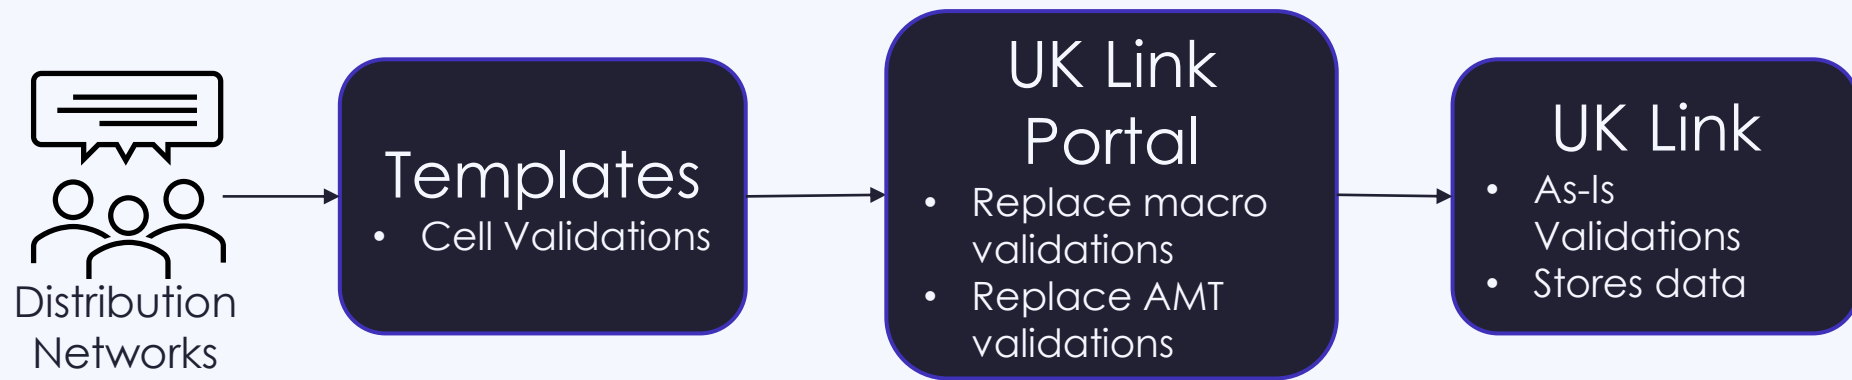 Distribution
Networks
Templates
• Cell Validations
UK Link
Portal
• Replace macro
validations
• Replace AMT
validations
UK Link
• As-Is
Validations
• Stores data